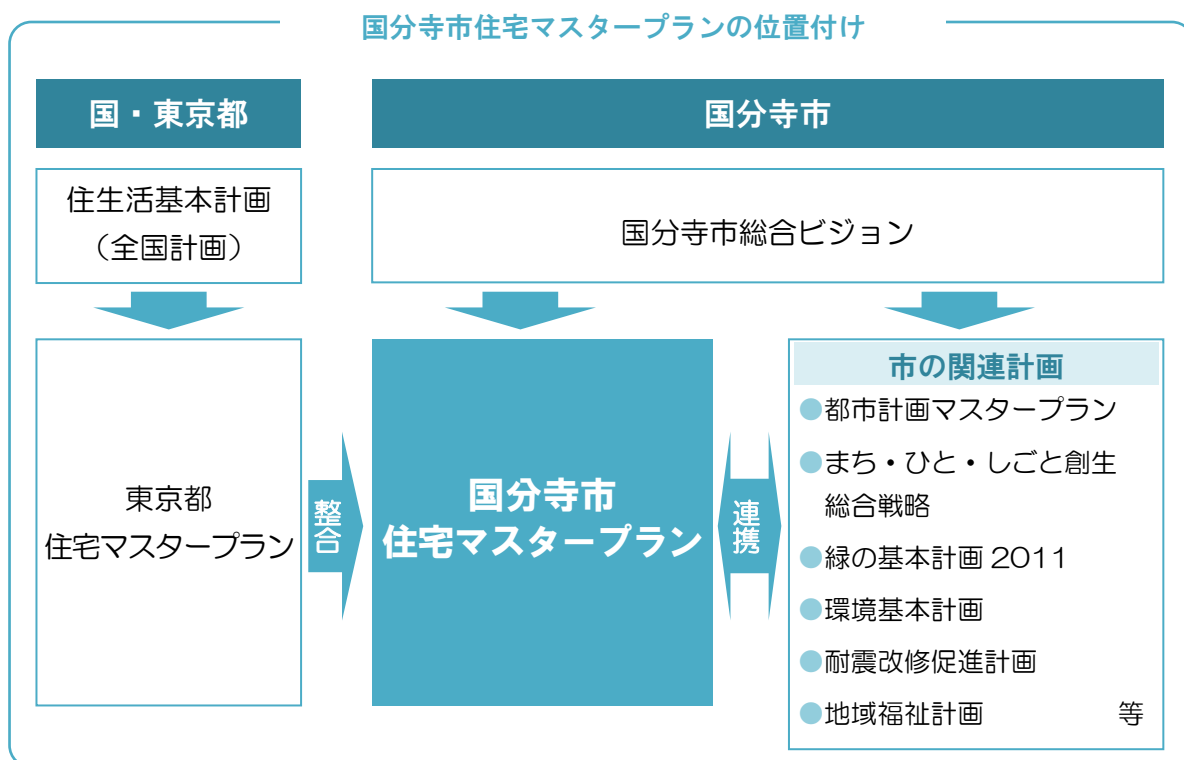 国分寺市住宅マスタープランの位置付け
国・東京都
国分寺市
住生活基本計画
（全国計画）
国分寺市総合ビジョン
東京都
住宅マスタープラン
整合
国分寺市
住宅マスタープラン
連携
市の関連計画
●都市計画マスタープラン
●まち・ひと・しごと創生
総合戦略
●緑の基本計画 2011
●環境基本計画
●耐震改修促進計画
●地域福祉計画 等